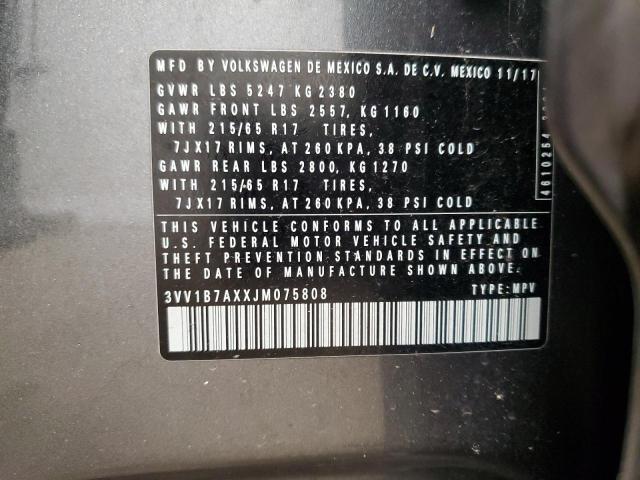 MFD BY VOLKSWAGEN DE MEXICO S.A. DE C.V. MEXICO 11/17
GVWR LBS 5247 KG 2380
GAWR FRONT LBS 2557, KG 1160
WITH 215/65 R17 TIRES,
7JX17 RIMS, AT 260 KPA, 38 PSI COLD
GAWR REAR LBS 2800, KG 1270
WITH 215/65 R17 TIRES,
7JX17 RIMS, AT 260 KPA, 38 PSI COLD
THIS VEHICLE CONFORMS TO ALL APPLICABLE
U.S. FEDERAL MOTOR VEHICLE SAFETY AND
THEFT PREVENTION STANDARDS IN EFFECT ON
THE DATE OF MANUFACTURE SHOWN ABOVE.
3VV1B7AXXJM075808 TYPE: MPV
4610254